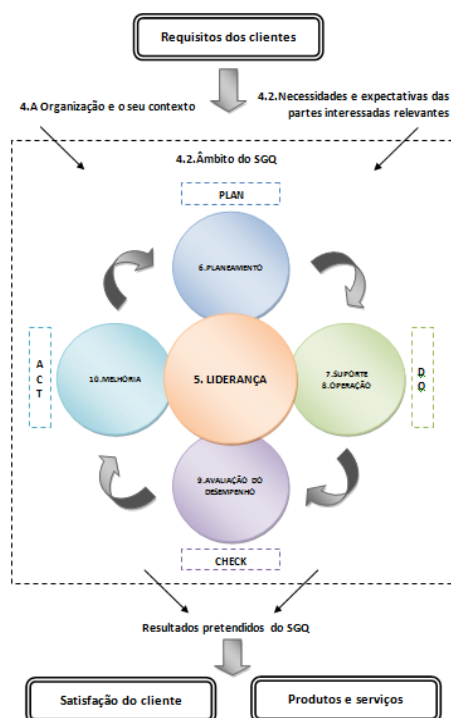 Requisitos dos clientes
4.A Organização e o seu contexto
4.2.Necessidades e expectativas das
partes interessadas relevantes
4.2.Âmbito do SGQ
PLAN
6.PLANEAMENTO
A
C
T
10.MELHÓRIA
5. LIDERANÇA
7.SUPORTE
8.OPERAÇÃO
D
O
9.AVALIAÇÃO DO
DESEMPENHO
CHECK
Resultados pretendidos do SGQ
Satisfação do cliente
Produtos e serviços